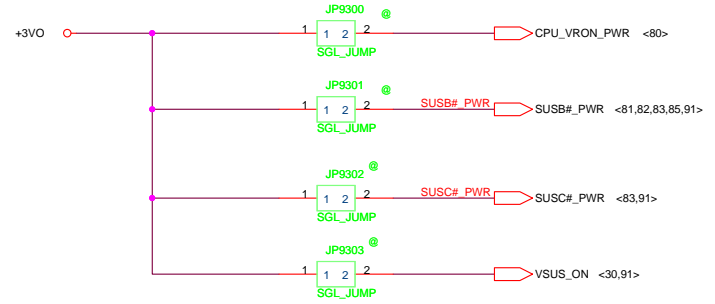 JP9300 @
+3VO 1 1 2 2 CPU_VRON_PWR <80>
SGL_JUMP
JP9301 @
1 1 2 2 SUSB#_PWR SUSB#_PWR <81,82,83,85,91>
SGL_JUMP
JP9302 @
1 1 2 2 SUSC#_PWR SUSC#_PWR <83,91>
SGL_JUMP
JP9303 @
1 1 2 2 VSUS_ON <30,91>
SGL_JUMP